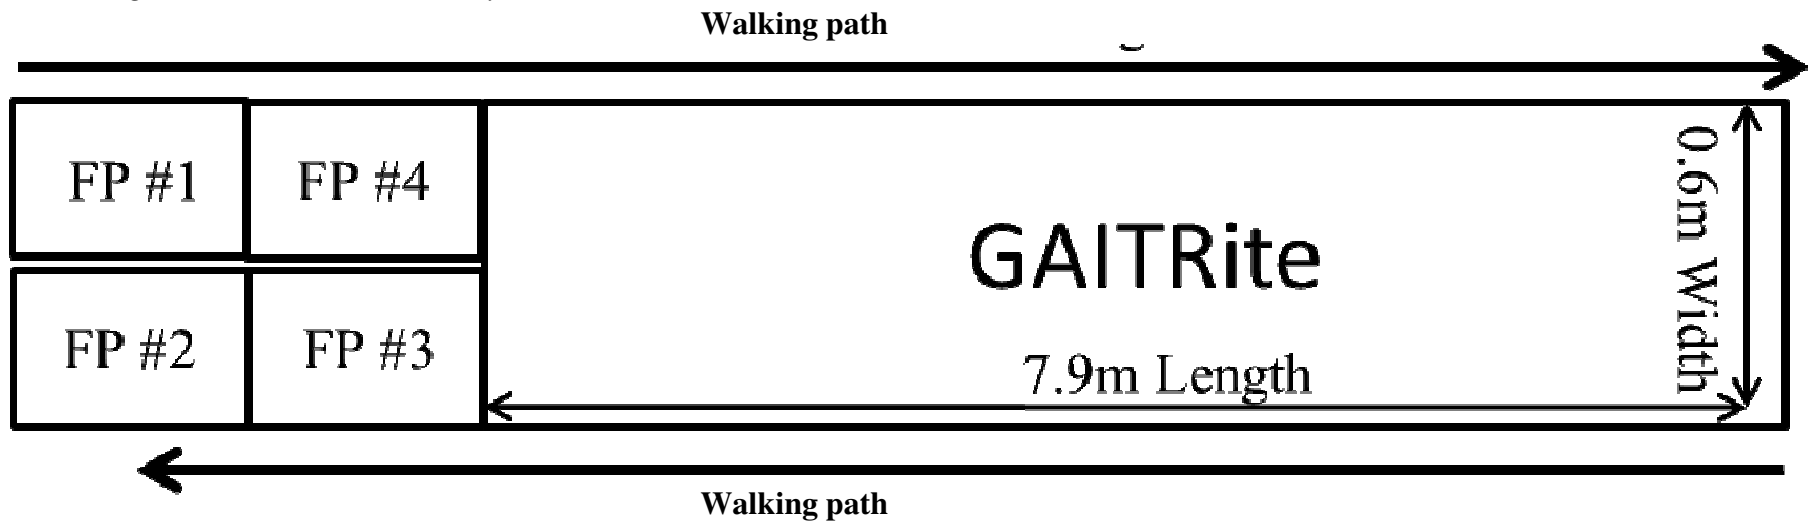 Walking path
FP #1
FP #4
FP #2
FP #3
GAITRite
7.9m Length
0.6m Width
Walking path